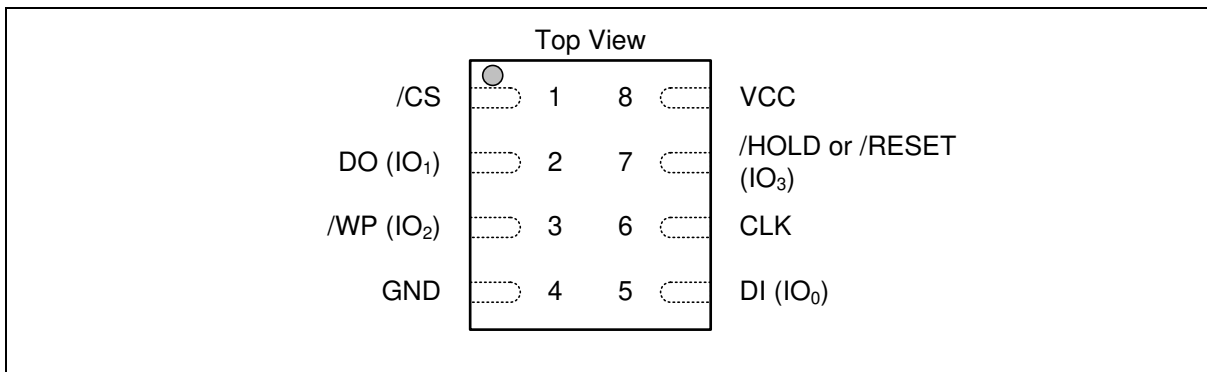 Top View
/CS 1 8 VCC
DO (IO₁) 2 7 /HOLD or /RESET
(IO₃)
/WP (IO₂) 3 6 CLK
GND 4 5 DI (IO₀)